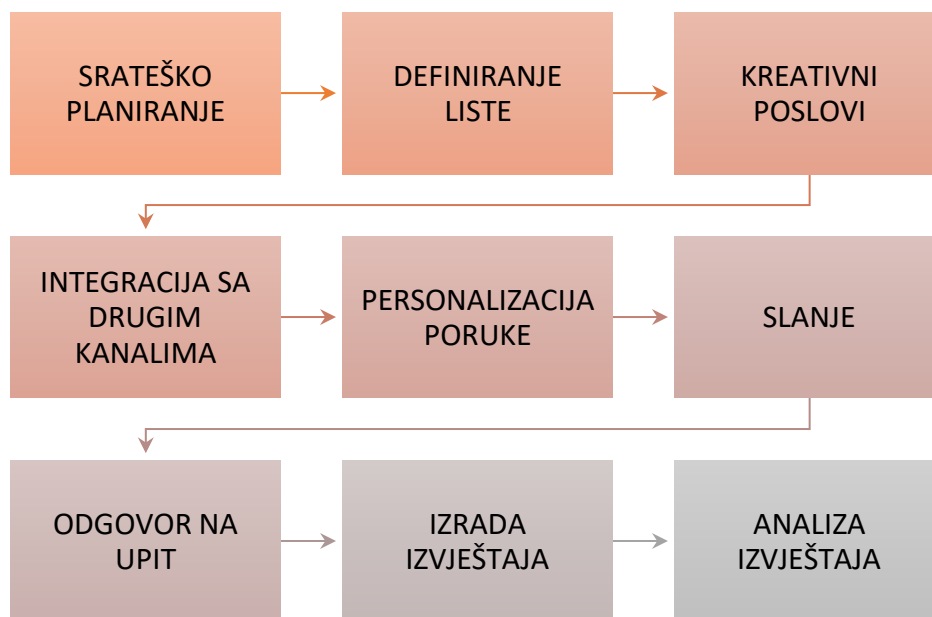 SRATEŠKO
PLANIRANJE
DEFINIRANJE
LISTE
KREATIVNI
POSLOVI
INTEGRACIJA SA
DRUGIM
KANALIMA
PERSONALIZACIJA
PORUKE
SLANJE
ODGOVOR NA
UPIT
IZRADA
IZVJEŠTAJA
ANALIZA
IZVJEŠTAJA